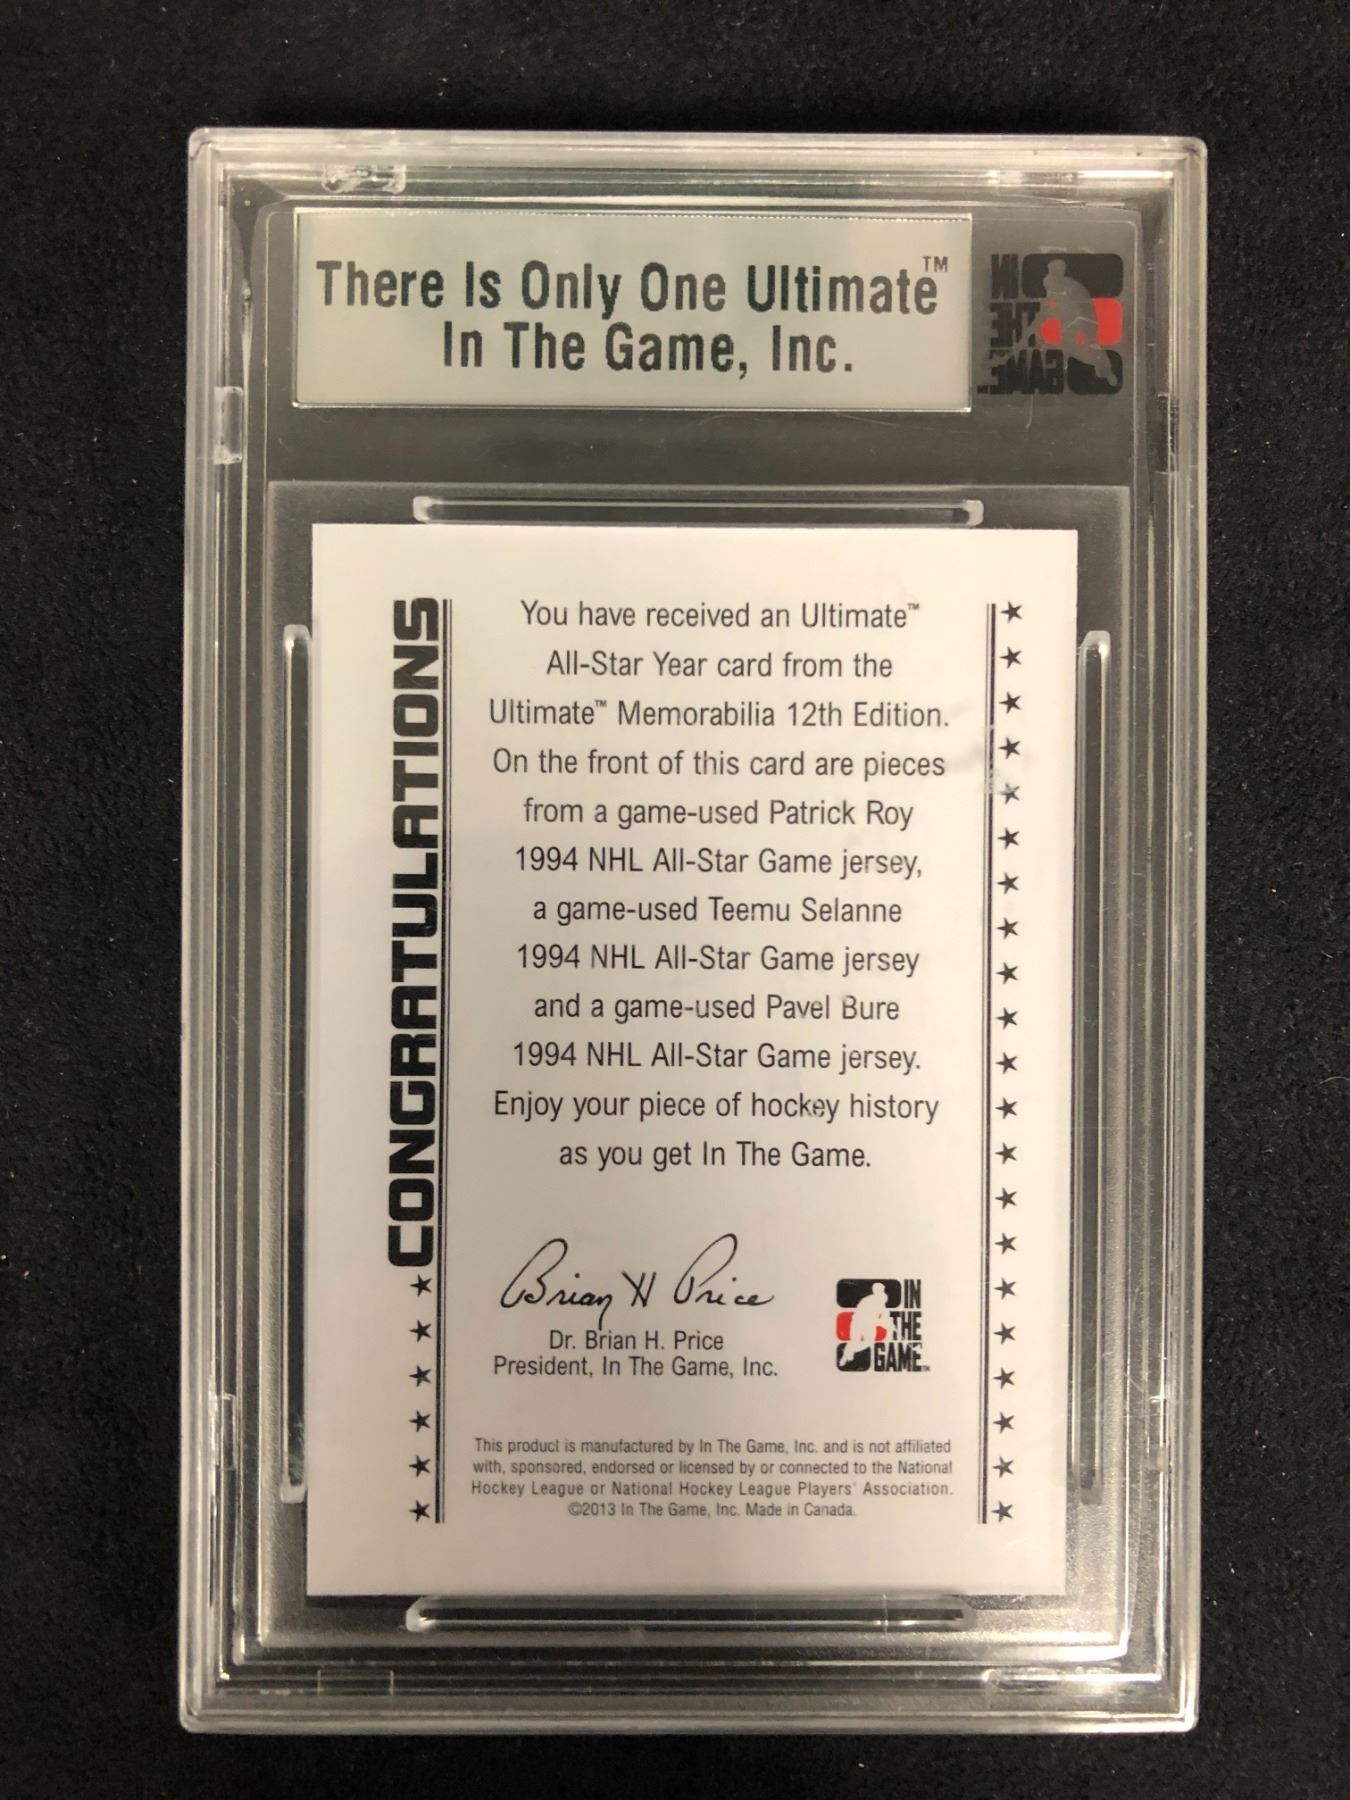 There Is Only One Ultimate™
In The Game, Inc.
IN
THE
GAME™
CONGRATULATIONS
You have received an Ultimate™
All-Star Year card from the
Ultimate™ Memorabilia 12th Edition.
On the front of this card are pieces
from a game-used Patrick Roy
1994 NHL All-Star Game jersey,
a game-used Teemu Selanne
1994 NHL All-Star Game jersey
and a game-used Pavel Bure
1994 NHL All-Star Game jersey.
Enjoy your piece of hockey history
as you get In The Game.
Brian H Price
Dr. Brian H. Price
President, In The Game, Inc.
IN
THE
GAME™
This product is manufactured by In The Game, Inc. and is not affiliated
with, sponsored, endorsed or licensed by or connected to the National
Hockey League or National Hockey League Players' Association.
©2013 In The Game, Inc. Made in Canada.